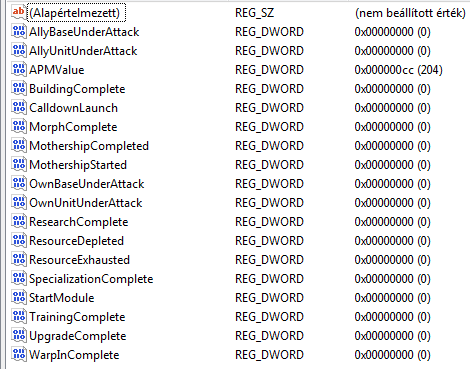 (Alapértelmezett) REG_SZ (nem beállított érték)
AllyBaseUnderAttack REG_DWORD 0x00000000 (0)
AllyUnitUnderAttack REG_DWORD 0x00000000 (0)
APMValue REG_DWORD 0x000000cc (204)
BuildingComplete REG_DWORD 0x00000000 (0)
CalldownLaunch REG_DWORD 0x00000000 (0)
MorphComplete REG_DWORD 0x00000000 (0)
MothershipCompleted REG_DWORD 0x00000000 (0)
MothershipStarted REG_DWORD 0x00000000 (0)
OwnBaseUnderAttack REG_DWORD 0x00000000 (0)
OwnUnitUnderAttack REG_DWORD 0x00000000 (0)
ResearchComplete REG_DWORD 0x00000000 (0)
ResourceDepleted REG_DWORD 0x00000000 (0)
ResourceExhausted REG_DWORD 0x00000000 (0)
SpecializationComplete REG_DWORD 0x00000000 (0)
StartModule REG_DWORD 0x00000000 (0)
TrainingComplete REG_DWORD 0x00000000 (0)
UpgradeComplete REG_DWORD 0x00000000 (0)
WarpInComplete REG_DWORD 0x00000000 (0)